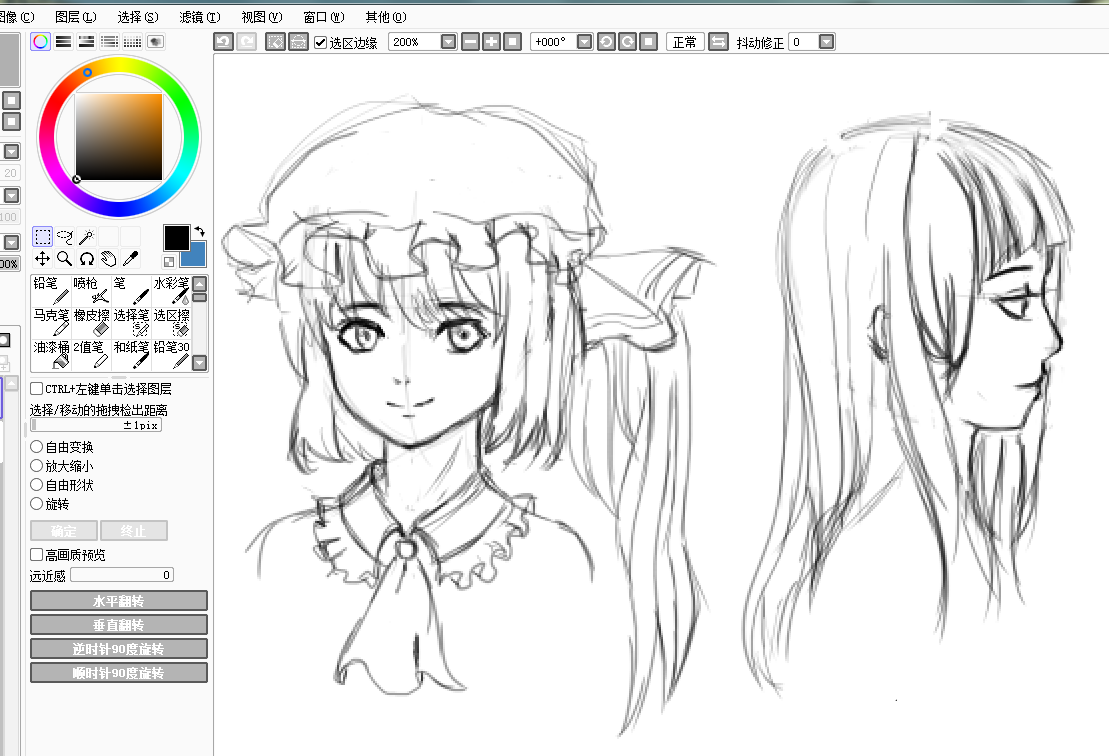 图像(C) 图层(L) 选择(S) 滤镜(T) 视图(V) 窗口(W) 其他(O)
选区边缘 200% +000° 正常 抖动修正 0
20
100
00%
铅笔 喷枪 笔 水彩笔
马克笔 橡皮擦 选择笔 选区擦
油漆桶 2值笔 和纸笔 铅笔30
CTRL+左键单击选择图层
选择/移动的拖拽检出距离
±1pix
自由变换
放大缩小
自由形状
旋转
确定 终止
高画质预览
远近感 0
水平翻转
垂直翻转
逆时针90度旋转
顺时针90度旋转